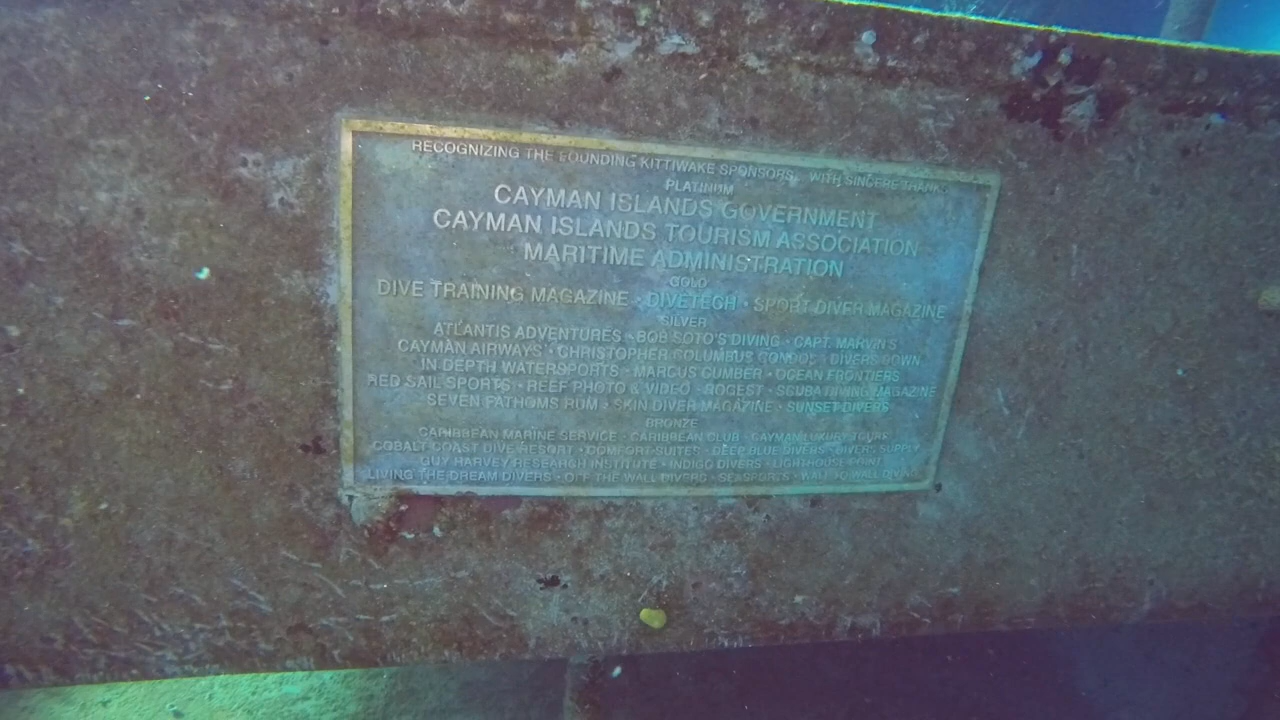 RECOGNIZING THE FOUNDING KITTIWAKE SPONSORS... WITH SINCERE THANKS
PLATINUM
CAYMAN ISLANDS GOVERNMENT
CAYMAN ISLANDS TOURISM ASSOCIATION
MARITIME ADMINISTRATION
GOLD
DIVE TRAINING MAGAZINE • DIVETECH • SPORT DIVER MAGAZINE
SILVER
ATLANTIS ADVENTURES • BOB SOTO'S DIVING • CAPT. MARVIN'S
CAYMAN AIRWAYS • CHRISTOPHER COLUMBUS CONDOS • DIVERS DOWN
IN DEPTH WATERSPORTS • MARCUS CUMBER • OCEAN FRONTIERS
RED SAIL SPORTS • REEF PHOTO & VIDEO • ROGEST • SCUBA DIVING MAGAZINE
SEVEN FATHOMS RUM • SKIN DIVER MAGAZINE • SUNSET DIVERS
BRONZE
CARIBBEAN MARINE SERVICE • CARIBBEAN CLUB • CAYMAN LUXURY TOURS
COBALT COAST DIVE RESORT • COMFORT SUITES • DEEP BLUE DIVERS • DIVERS SUPPLY
GUY HARVEY RESEARCH INSTITUTE • INDIGO DIVERS • LIGHTHOUSE POINT
LIVING THE DREAM DIVERS • OFF THE WALL DIVERS • SEASPORTS • WALL TO WALL DIVING